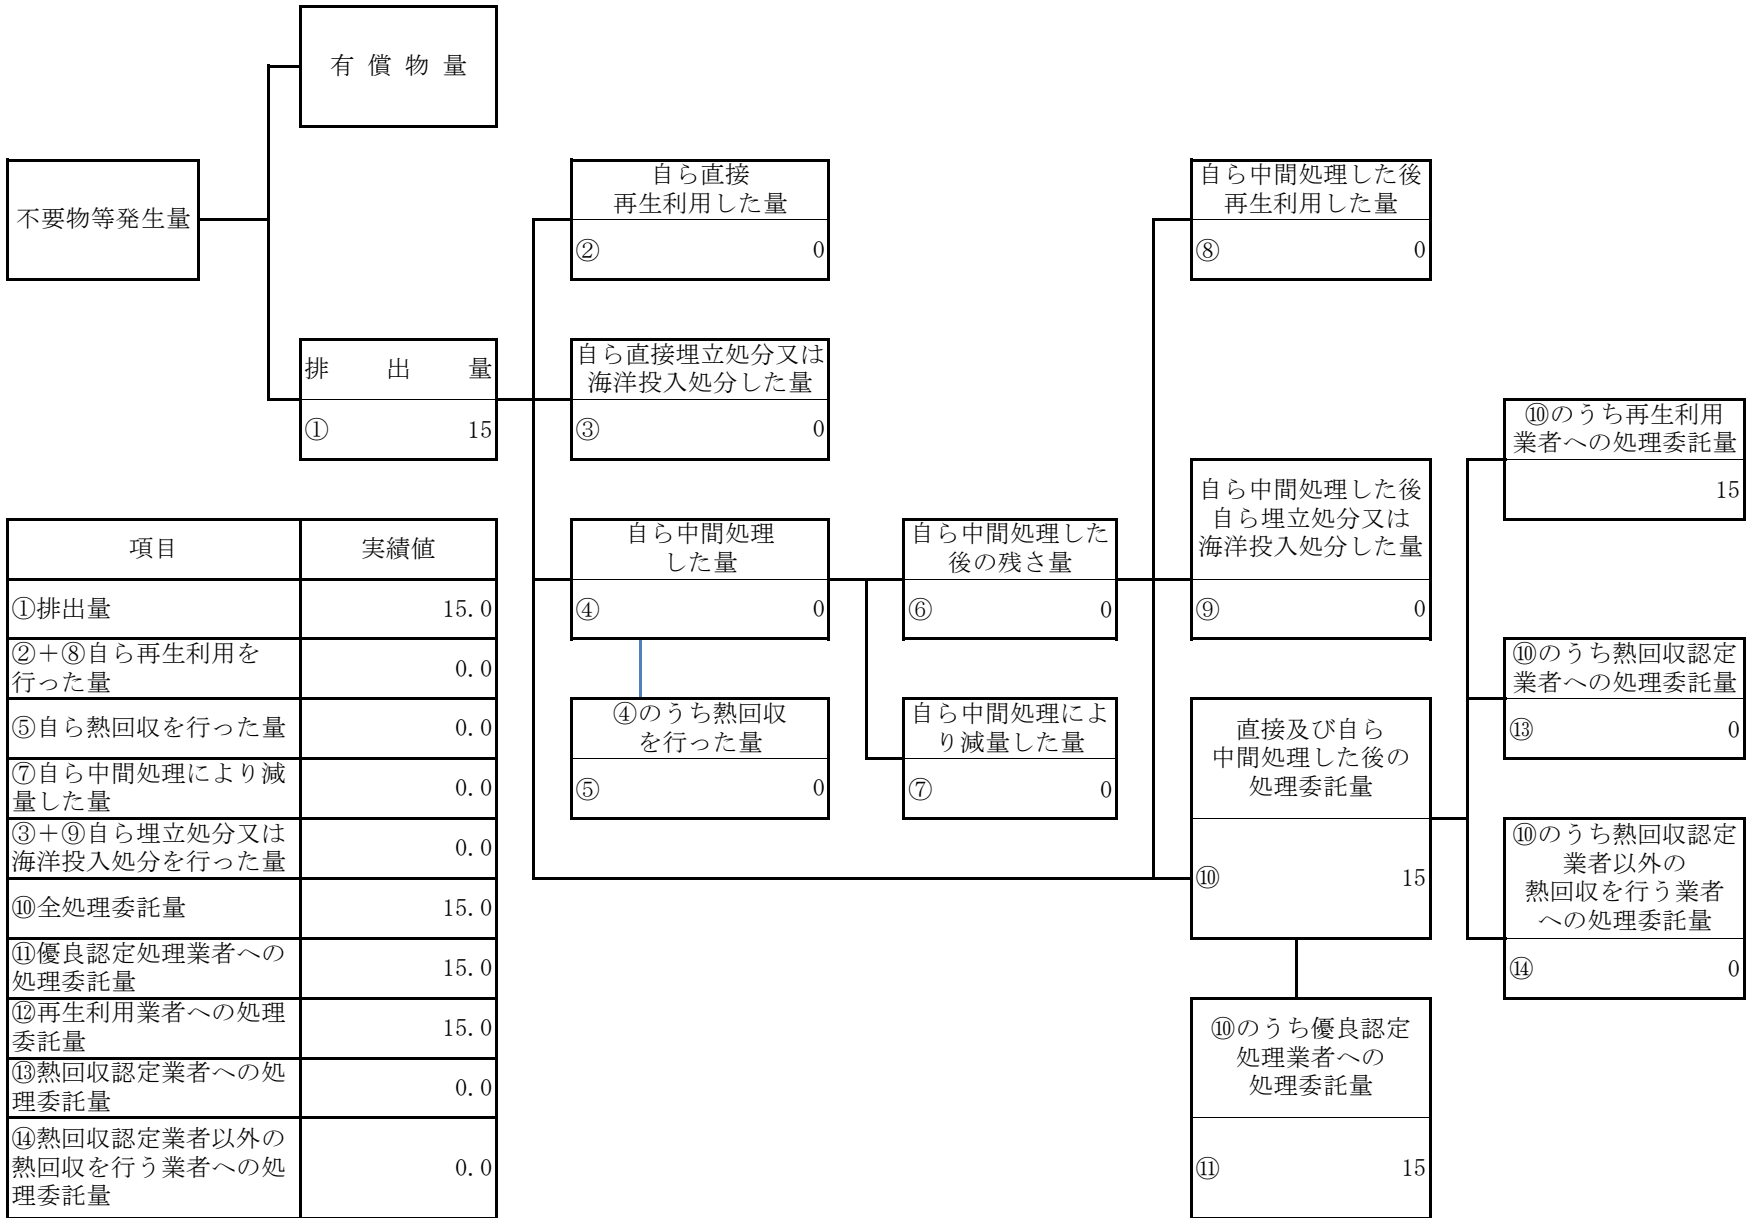 有償物量
不要物等発生量
自ら直接
再生利用した量
② 0
自ら中間処理した後
再生利用した量
⑧ 0
排出量
① 15
自ら直接埋立処分又は
海洋投入処分した量
③ 0
⑩のうち再生利用
業者への処理委託量
15
自ら中間処理した後
自ら埋立処分又は
海洋投入処分した量
⑨ 0
自ら中間処理
した量
④ 0
自ら中間処理した
後の残さ量
⑥ 0
⑩のうち熱回収認定
業者への処理委託量
⑬ 0
④のうち熱回収
を行った量
⑤ 0
自ら中間処理によ
り減量した量
⑦ 0
直接及び自ら
中間処理した後の
処理委託量
⑩ 15
⑩のうち熱回収認定
業者以外の
熱回収を行う業者
への処理委託量
⑭ 0
⑩のうち優良認定
処理業者への
処理委託量
⑪ 15
項目 実績値
①排出量 15.0
②＋⑧自ら再生利用を
行った量 0.0
⑤自ら熱回収を行った量 0.0
⑦自ら中間処理により減
量した量 0.0
③＋⑨自ら埋立処分又は
海洋投入処分を行った量 0.0
⑩全処理委託量 15.0
⑪優良認定処理業者への
処理委託量 15.0
⑫再生利用業者への処理
委託量 15.0
⑬熱回収認定業者への処
理委託量 0.0
⑭熱回収認定業者以外の
熱回収を行う業者への処
理委託量 0.0